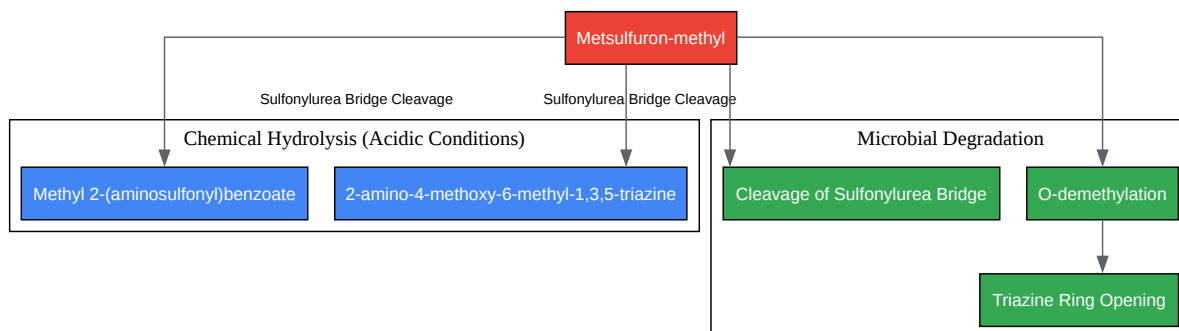 Metsulfuron-methyl
Sulfonylurea Bridge Cleavage
Sulfonylurea Bridge Cleavage
Chemical Hydrolysis (Acidic Conditions)
Microbial Degradation
Methyl 2-(aminosulfonyl)benzoate
2-amino-4-methoxy-6-methyl-1,3,5-triazine
Cleavage of Sulfonylurea Bridge
O-demethylation
Triazine Ring Opening